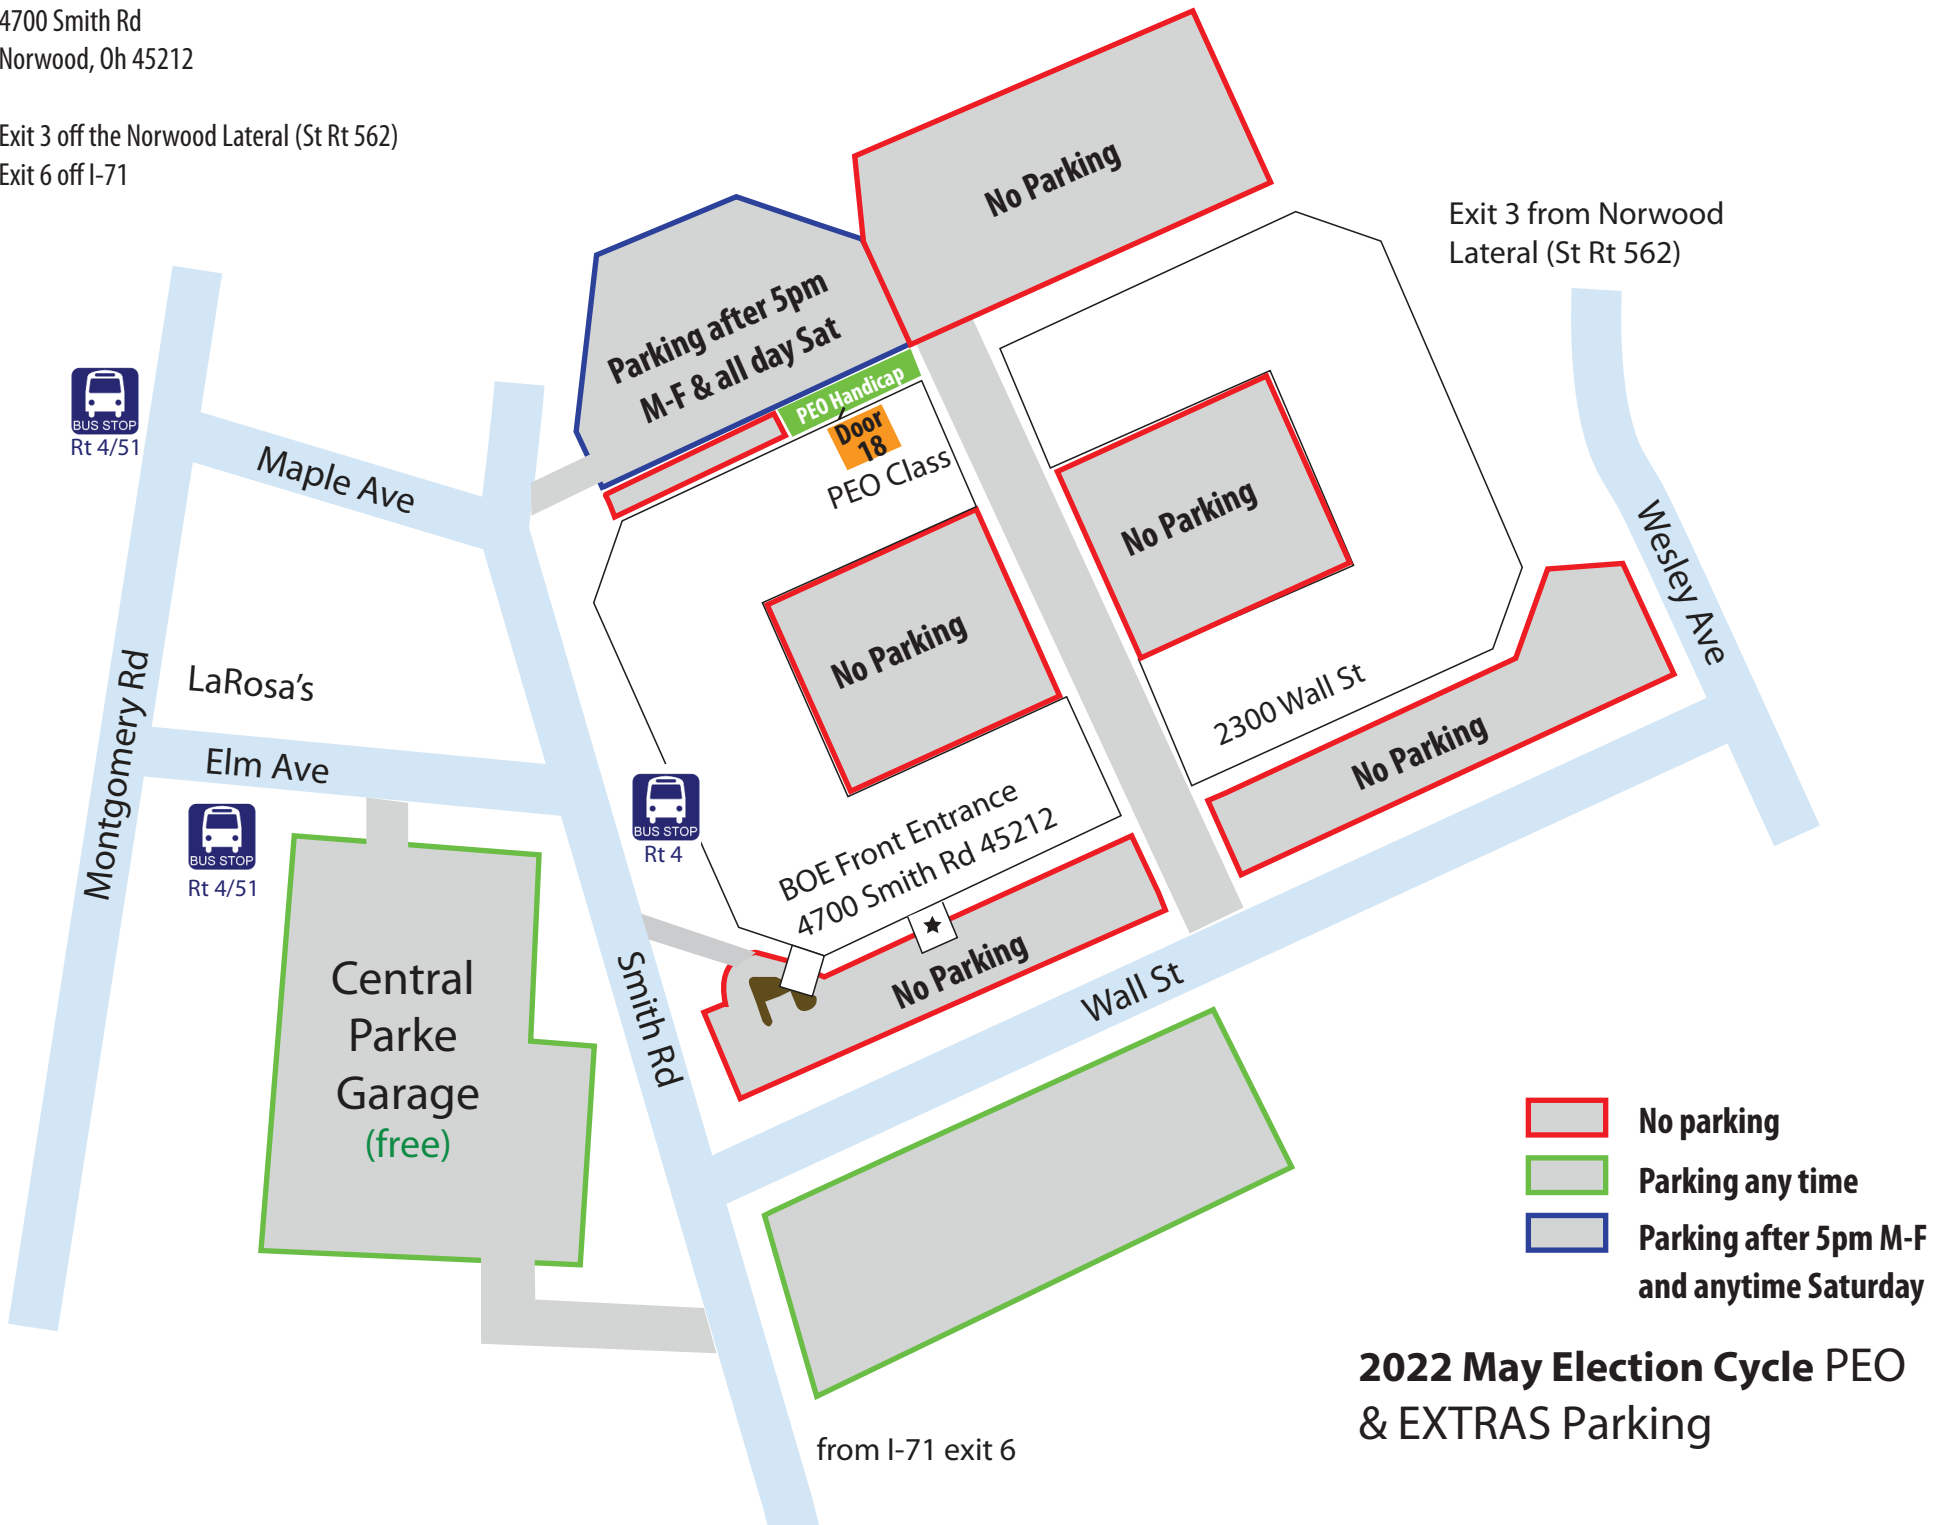 4700 Smith Rd
Norwood, Oh 45212
Exit 3 off the Norwood Lateral (St Rt 562)
Exit 6 off I-71
No Parking
Exit 3 from Norwood
Lateral (St Rt 562)
Parking after 5pm
M-F & all day Sat
PEO Handicap
Door
18
PEO Class
BUS STOP
Rt 4/51
Maple Ave
No Parking
Wesley Ave
No Parking
LaRosa's
Montgomery Rd
Elm Ave
2300 Wall St
No Parking
BUS STOP
Rt 4/51
BUS STOP
Rt 4
BOE Front Entrance
4700 Smith Rd 45212
No Parking
Wall St
Smith Rd
Central
Parke
Garage
(free)
No parking
Parking any time
Parking after 5pm M-F
and anytime Saturday
2022 May Election Cycle PEO
& EXTRAS Parking
from I-71 exit 6